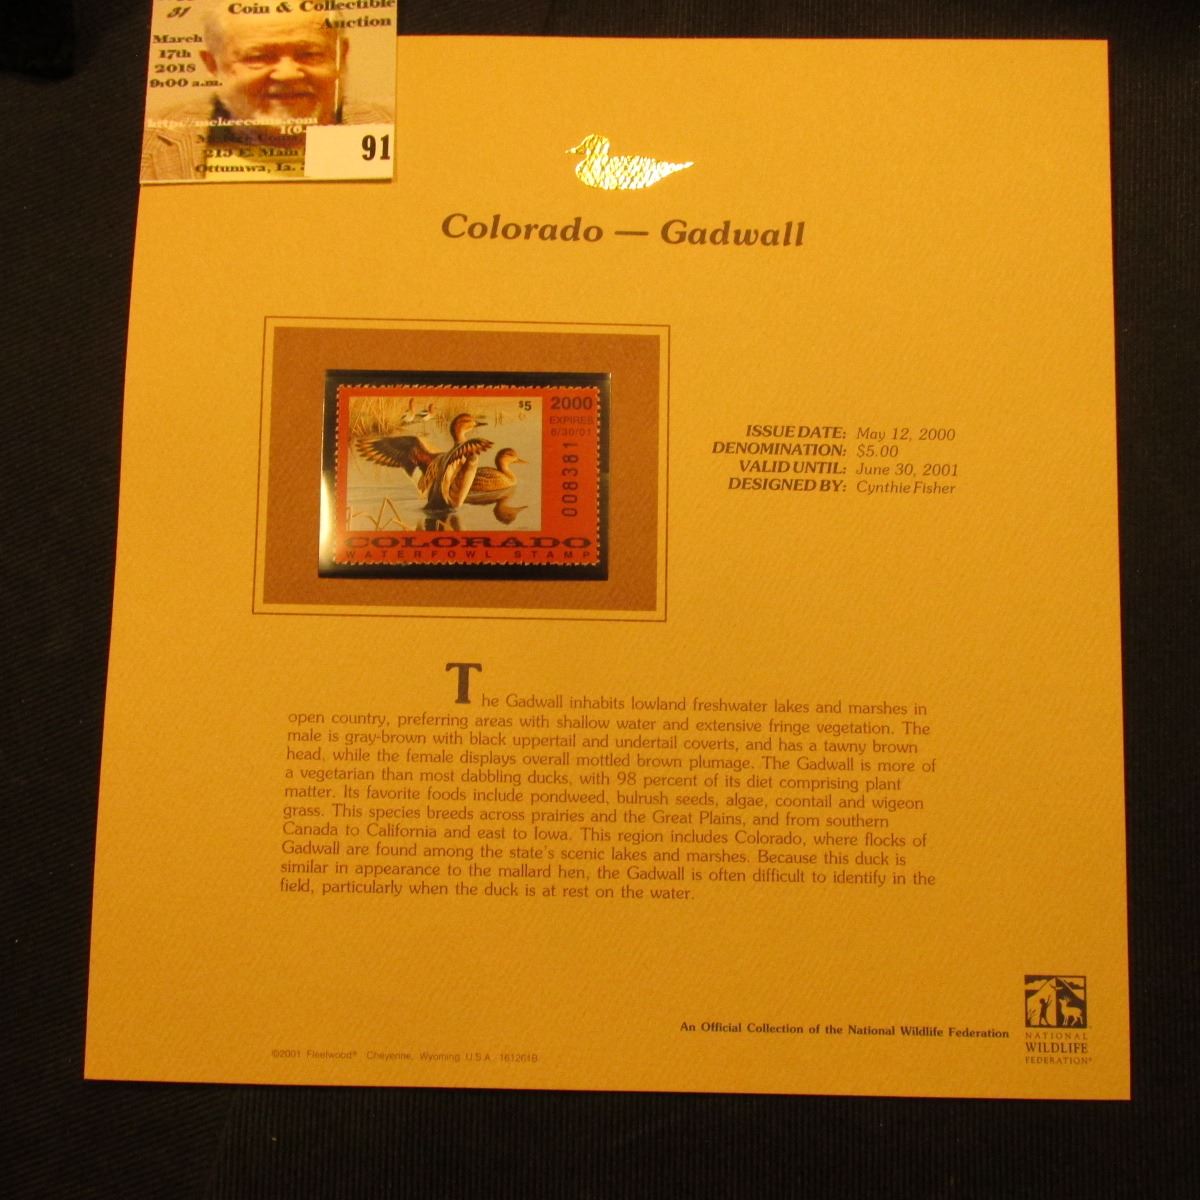 31
Coin & Collectible
Auction
March
17th
2018
9:00 a.m.
http://mckeecoins.com
213 E. Main
Ottumwa, Ia.
91
Colorado — Gadwall
$5
2000
EXPIRES
6/30/01
008381
COLORADO
WATERFOWL STAMP
ISSUE DATE: May 12, 2000
DENOMINATION: $5.00
VALID UNTIL: June 30, 2001
DESIGNED BY: Cynthie Fisher
The Gadwall inhabits lowland freshwater lakes and marshes in
open country, preferring areas with shallow water and extensive fringe vegetation. The
male is gray-brown with black uppertail and undertail coverts, and has a tawny brown
head, while the female displays overall mottled brown plumage. The Gadwall is more of
a vegetarian than most dabbling ducks, with 98 percent of its diet comprising plant
matter. Its favorite foods include pondweed, bulrush seeds, algae, coontail and wigeon
grass. This species breeds across prairies and the Great Plains, and from southern
Canada to California and east to Iowa. This region includes Colorado, where flocks of
Gadwall are found among the state's scenic lakes and marshes. Because this duck is
similar in appearance to the mallard hen, the Gadwall is often difficult to identify in the
field, particularly when the duck is at rest on the water.
An Official Collection of the National Wildlife Federation
NATIONAL
WILDLIFE
FEDERATION®
©2001 Fleetwood® Cheyenne, Wyoming U.S.A. 161261B